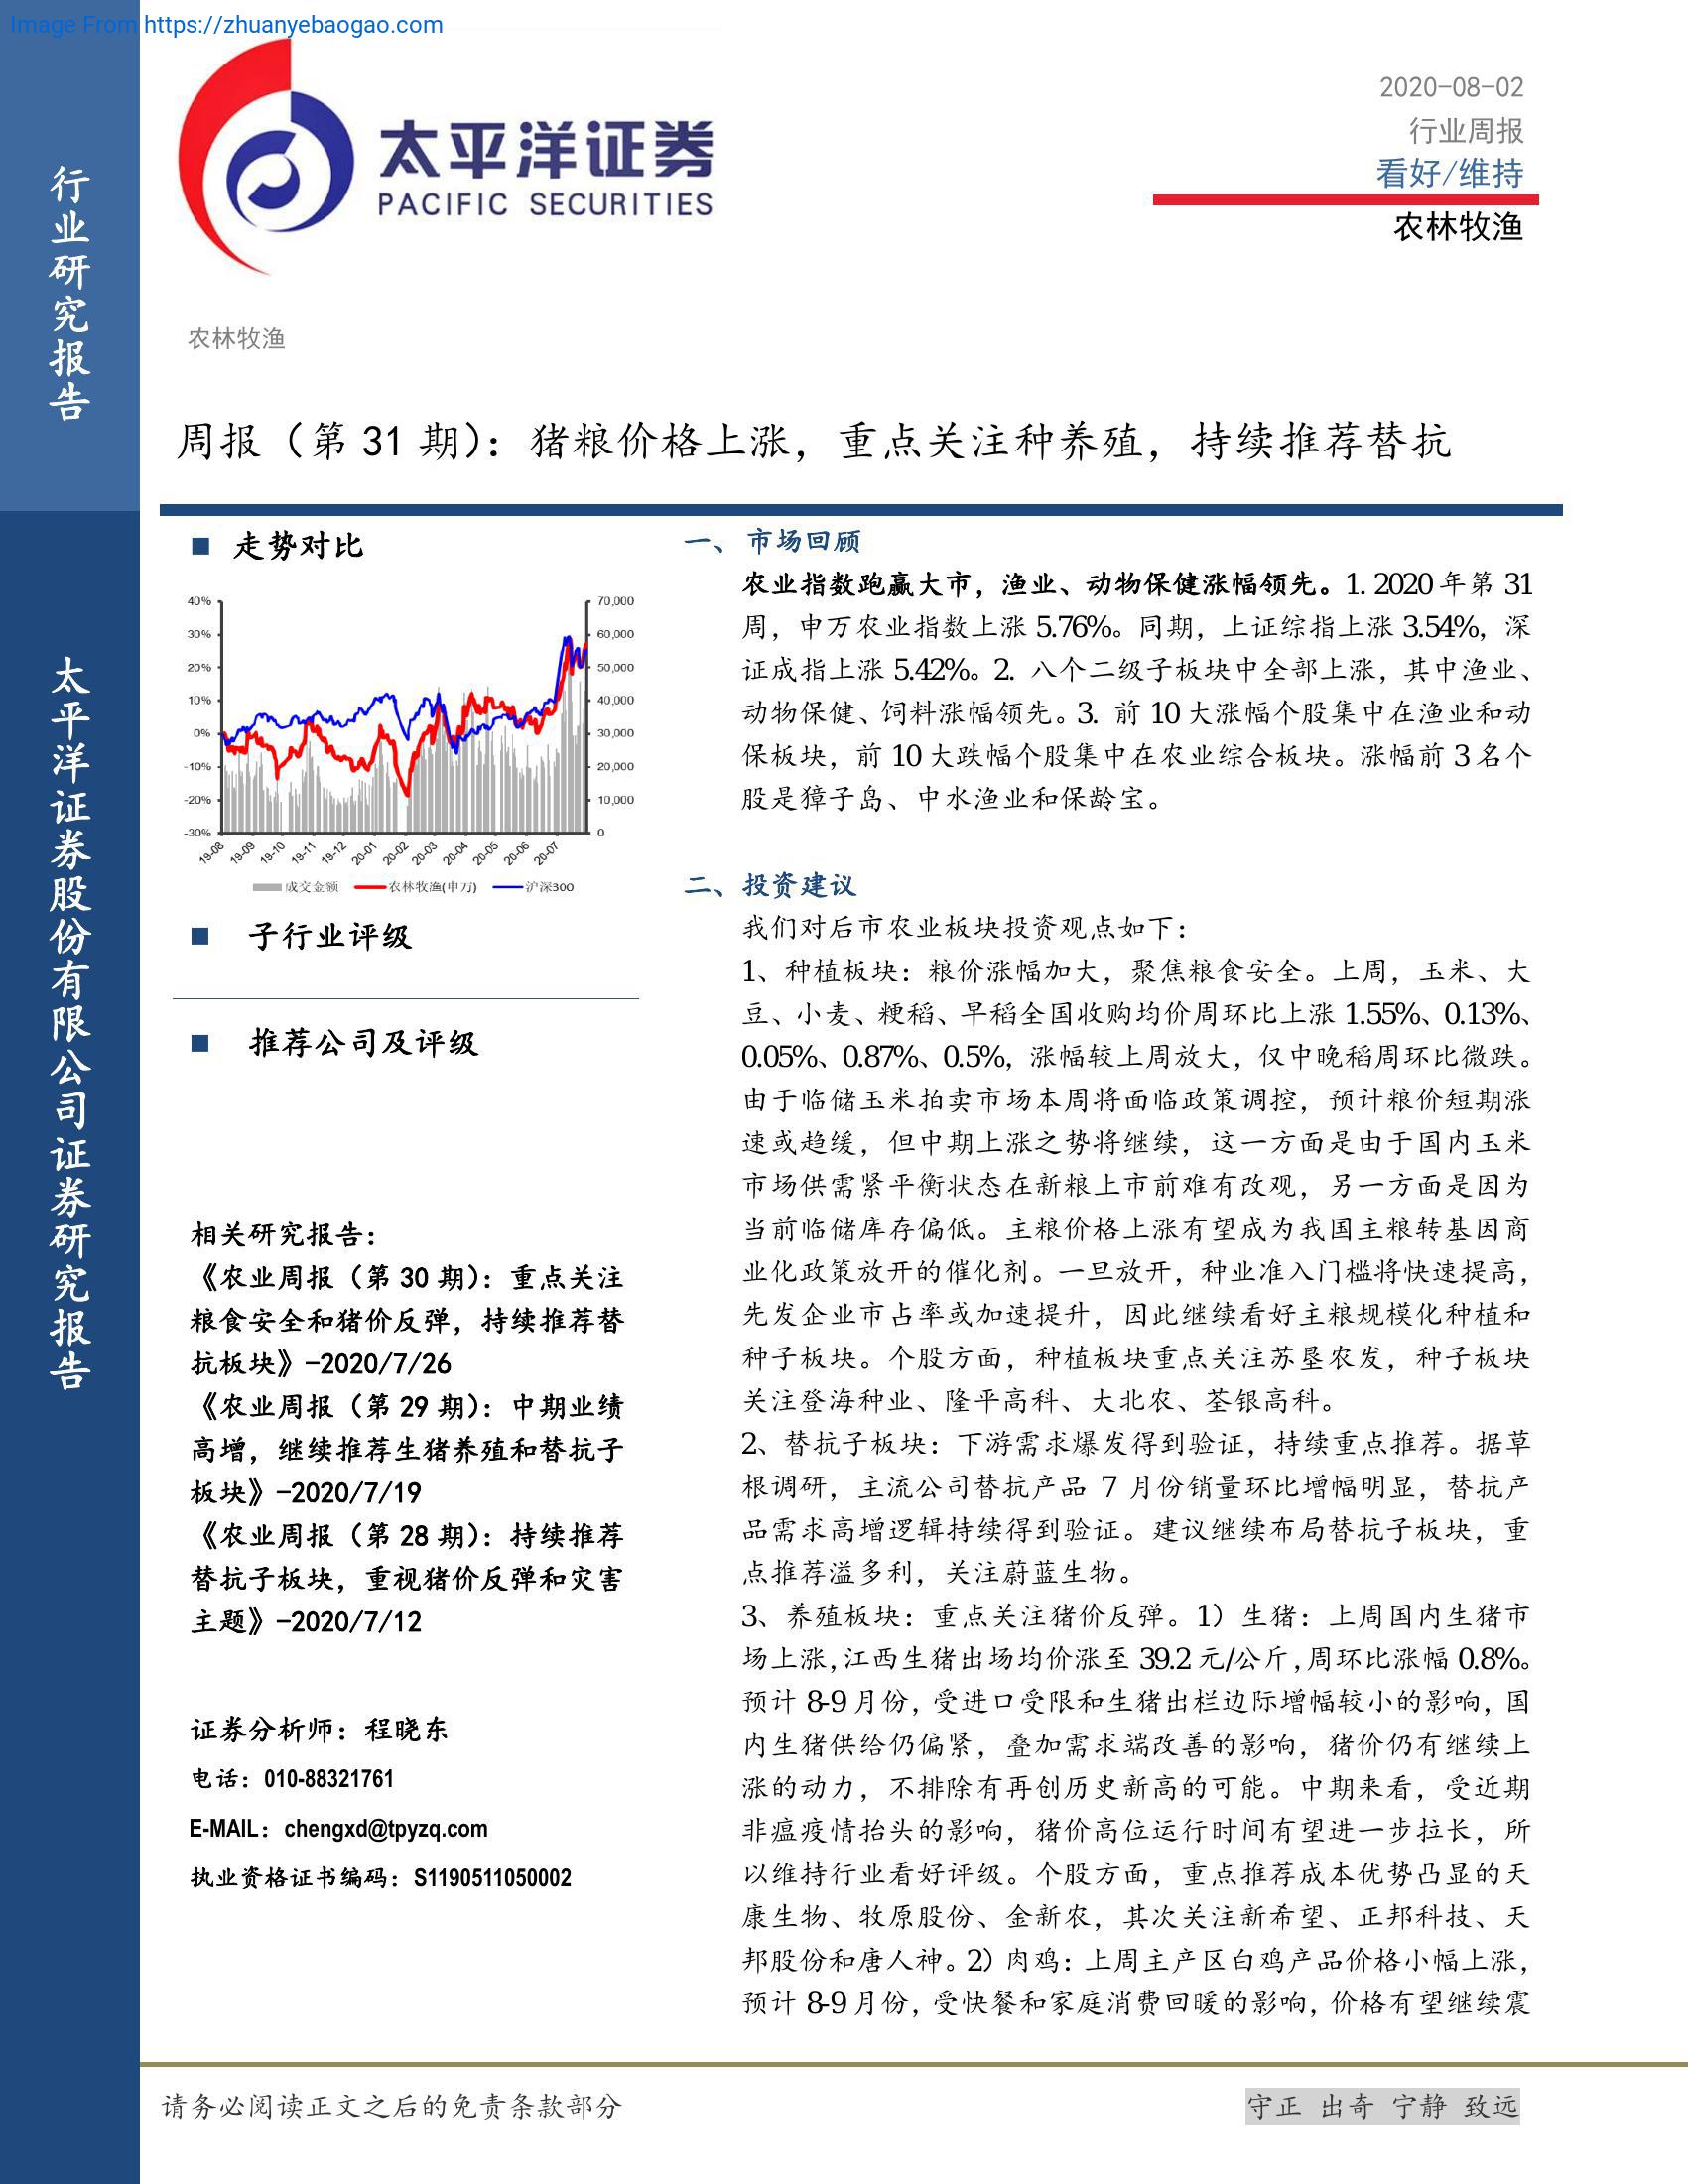 Image From https://zhuanyebaogao.com
行业研究报告
太平洋证券股份有限公司证券研究报告
太平洋证券
PACIFIC SECURITIES
2020-08-02
行业周报
看好/维持
农林牧渔
农林牧渔
周报（第 31 期）：猪粮价格上涨，重点关注种养殖，持续推荐替抗
■ 走势对比
40%
30%
20%
10%
0%
-10%
-20%
-30%
70,000
60,000
50,000
40,000
30,000
20,000
10,000
0
19-08 19-09 19-10 19-11 19-12 20-01 20-02 20-03 20-04 20-05 20-06 20-07
成交金额 农林牧渔(申万) 沪深300
■ 子行业评级
■ 推荐公司及评级
相关研究报告：
《农业周报（第 30 期）：重点关注
粮食安全和猪价反弹，持续推荐替
抗板块》-2020/7/26
《农业周报（第 29 期）：中期业绩
高增，继续推荐生猪养殖和替抗子
板块》-2020/7/19
《农业周报（第 28 期）：持续推荐
替抗子板块，重视猪价反弹和灾害
主题》-2020/7/12
证券分析师：程晓东
电话：010-88321761
E-MAIL：chengxd@tpyzq.com
执业资格证书编码：S1190511050002
一、市场回顾
农业指数跑赢大市，渔业、动物保健涨幅领先。1. 2020 年第 31
周，申万农业指数上涨 5.76%。同期，上证综指上涨 3.54%，深
证成指上涨 5.42%。2. 八个二级子板块中全部上涨，其中渔业、
动物保健、饲料涨幅领先。3. 前 10 大涨幅个股集中在渔业和动
保板块，前 10 大跌幅个股集中在农业综合板块。涨幅前 3 名个
股是獐子岛、中水渔业和保龄宝。
二、投资建议
我们对后市农业板块投资观点如下：
1、种植板块：粮价涨幅加大，聚焦粮食安全。上周，玉米、大
豆、小麦、粳稻、早稻全国收购均价周环比上涨 1.55%、0.13%、
0.05%、0.87%、0.5%，涨幅较上周放大，仅中晚稻周环比微跌。
由于临储玉米拍卖市场本周将面临政策调控，预计粮价短期涨
速或趋缓，但中期上涨之势将继续，这一方面是由于国内玉米
市场供需紧平衡状态在新粮上市前难有改观，另一方面是因为
当前临储库存偏低。主粮价格上涨有望成为我国主粮转基因商
业化政策放开的催化剂。一旦放开，种业准入门槛将快速提高，
先发企业市占率或加速提升，因此继续看好主粮规模化种植和
种子板块。个股方面，种植板块重点关注苏垦农发，种子板块
关注登海种业、隆平高科、大北农、荃银高科。
2、替抗子板块：下游需求爆发得到验证，持续重点推荐。据草
根调研，主流公司替抗产品 7 月份销量环比增幅明显，替抗产
品需求高增逻辑持续得到验证。建议继续布局替抗子板块，重
点推荐溢多利，关注蔚蓝生物。
3、养殖板块：重点关注猪价反弹。1）生猪：上周国内生猪市
场上涨，江西生猪出场均价涨至 39.2 元/公斤，周环比涨幅 0.8%。
预计 8-9 月份，受进口受限和生猪出栏边际增幅较小的影响，国
内生猪供给仍偏紧，叠加需求端改善的影响，猪价仍有继续上
涨的动力，不排除有再创历史新高的可能。中期来看，受近期
非瘟疫情抬头的影响，猪价高位运行时间有望进一步拉长，所
以维持行业看好评级。个股方面，重点推荐成本优势凸显的天
康生物、牧原股份、金新农，其次关注新希望、正邦科技、天
邦股份和唐人神。2）肉鸡：上周主产区白鸡产品价格小幅上涨，
预计 8-9 月份，受快餐和家庭消费回暖的影响，价格有望继续震
请务必阅读正文之后的免责条款部分
守正 出奇 宁静 致远